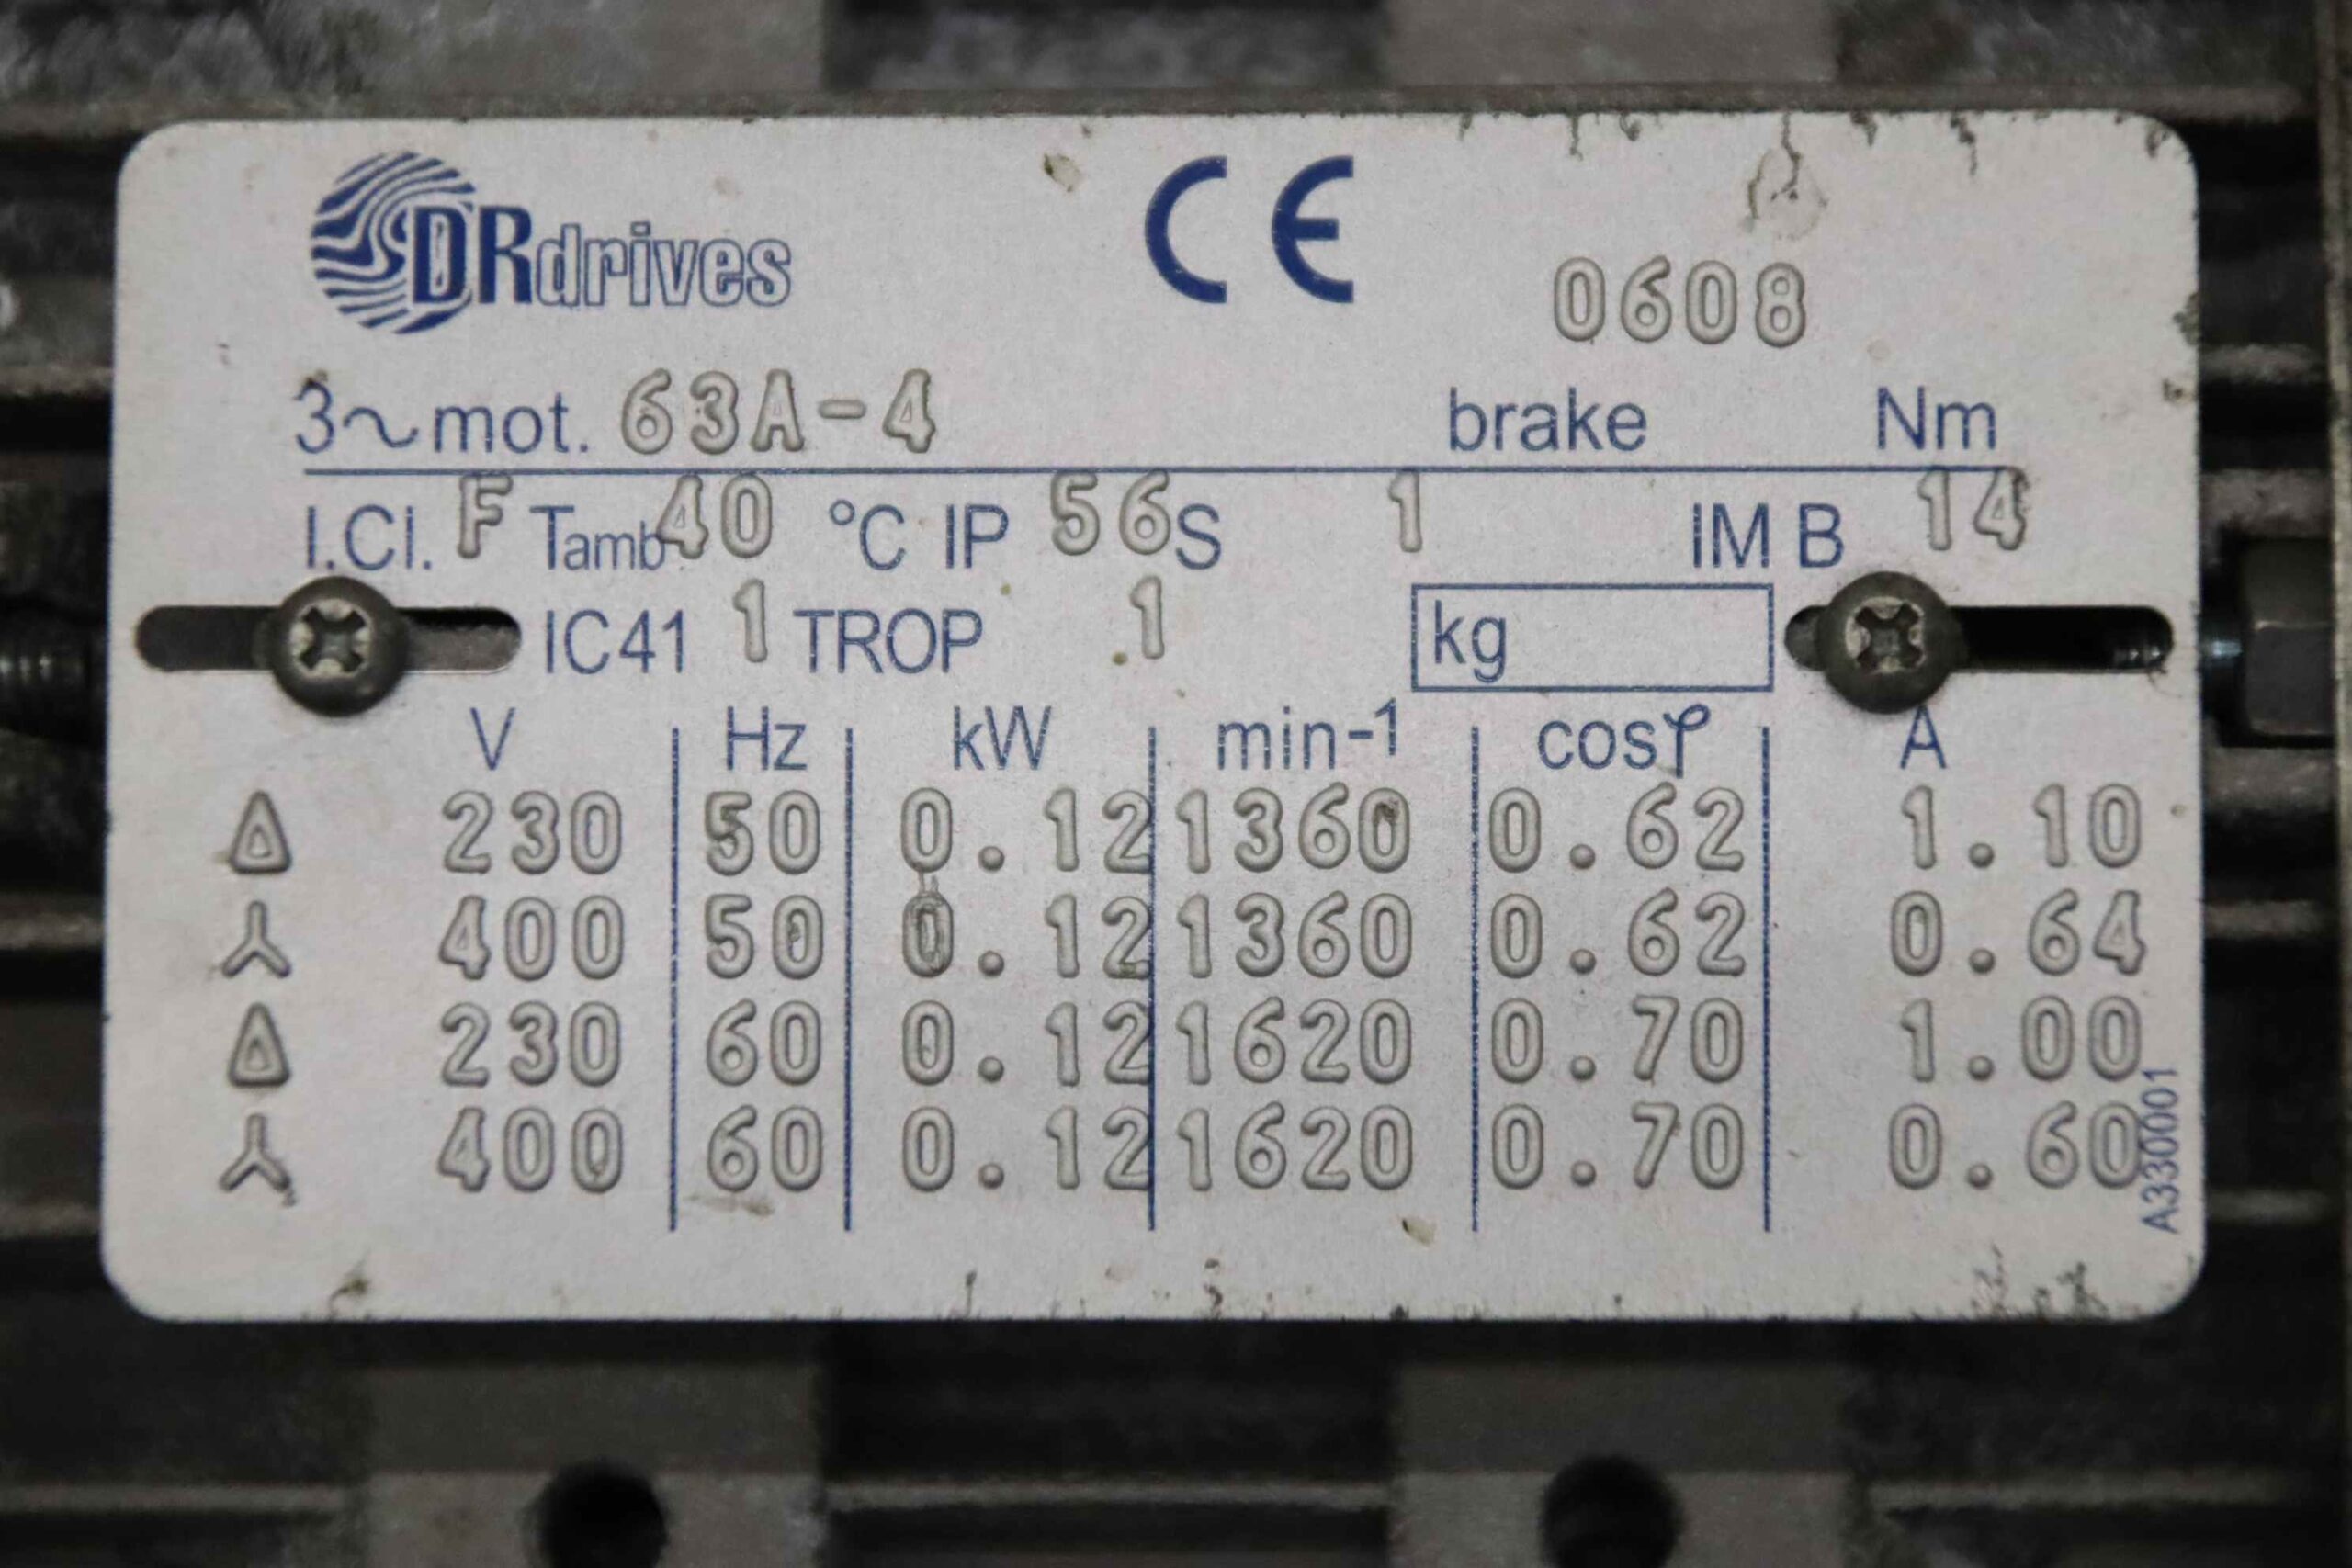 DRdrives CE
0608
3~mot. 63A-4 brake Nm
I.Cl. F Tamb 40 °C IP 56 S 1 IM B 14
IC41 1 TROP 1 kg
V Hz kW min-1 cosφ A
Δ 230 50 0.12 1360 0.62 1.10
⅄ 400 50 0.12 1360 0.62 0.64
Δ 230 60 0.12 1620 0.70 1.00
⅄ 400 60 0.12 1620 0.70 0.60
A330001